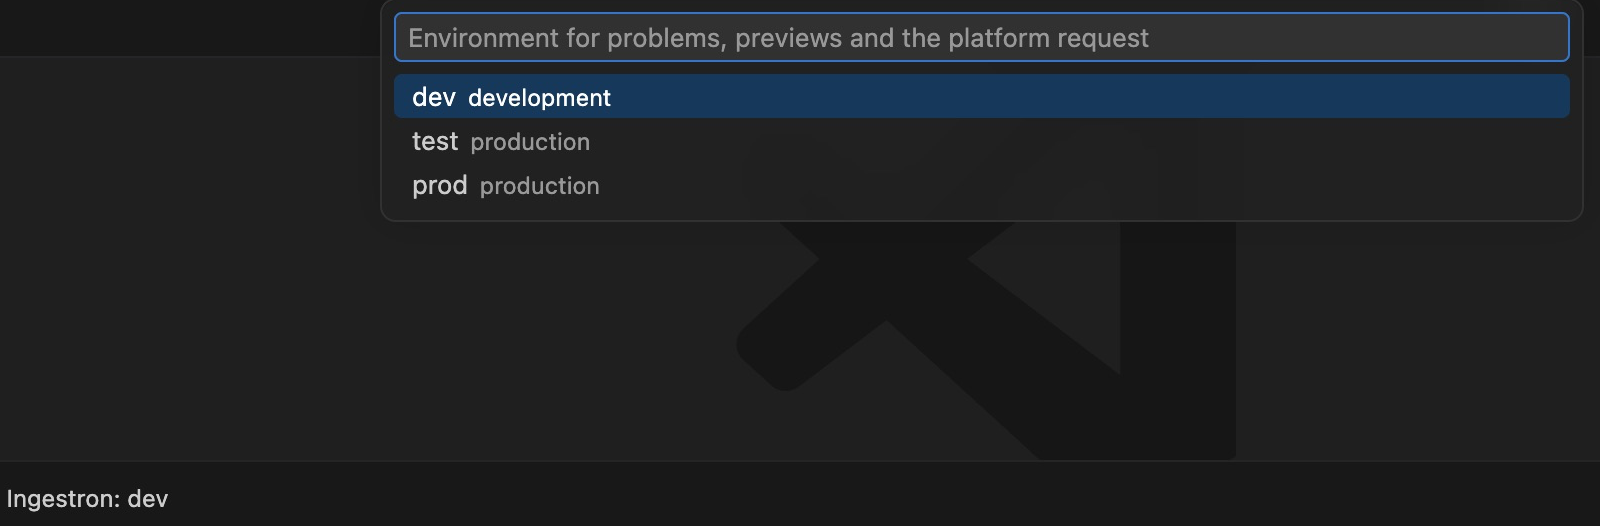 Environment for problems, previews and the platform request
dev development
test production
prod production
Ingestron: dev